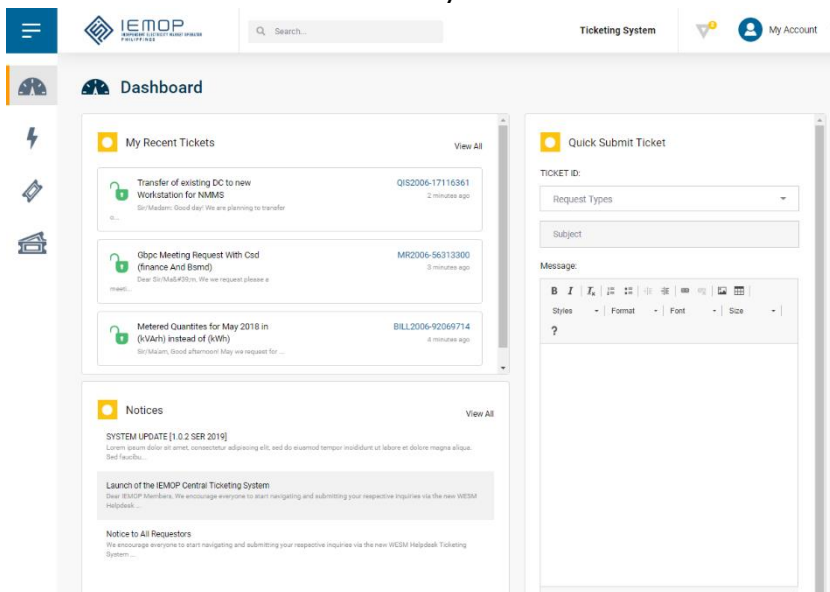 IEMOP
INDEPENDENT ELECTRICITY MARKET OPERATOR
PHILIPPINES
Search...
Ticketing System
My Account
Dashboard
My Recent Tickets
View All
Transfer of existing DC to new
Workstation for NMMS
QIS2006-17116361
2 minutes ago
Sir/Madem: Good day! We are planning to transfer
o...
Gbpc Meeting Request With Csd
(finance And Bsmd)
MR2006-56313300
3 minutes ago
Dear Sir/Ma&#39;m, We we request please a
meeti...
Metered Quantites for May 2018 in
(kVArh) instead of (kWh)
BILL2006-92069714
4 minutes ago
Sir/Ma'am, Good afternoon! May we request for ...
Notices
View All
SYSTEM UPDATE [1.0.2 SER 2019]
Lorem ipsum dolor sit amet, consectetur adipiscing elit, sed do eiusmod tempor incididunt ut labore et dolore magna aliqua.
Sed faucibu...
Launch of the IEMOP Central Ticketing System
Dear IEMOP Members, We encourage everyone to start navigating and submitting your respective inquiries via the new WESM
Helpdesk ...
Notice to All Requestors
We encourage everyone to start navigating and submitting your respective inquiries via the new WESM Helpdesk Ticketing
System ...
Quick Submit Ticket
TICKET ID:
Request Types
Subject
Message:
B I Tx
Styles Format Font Size
?